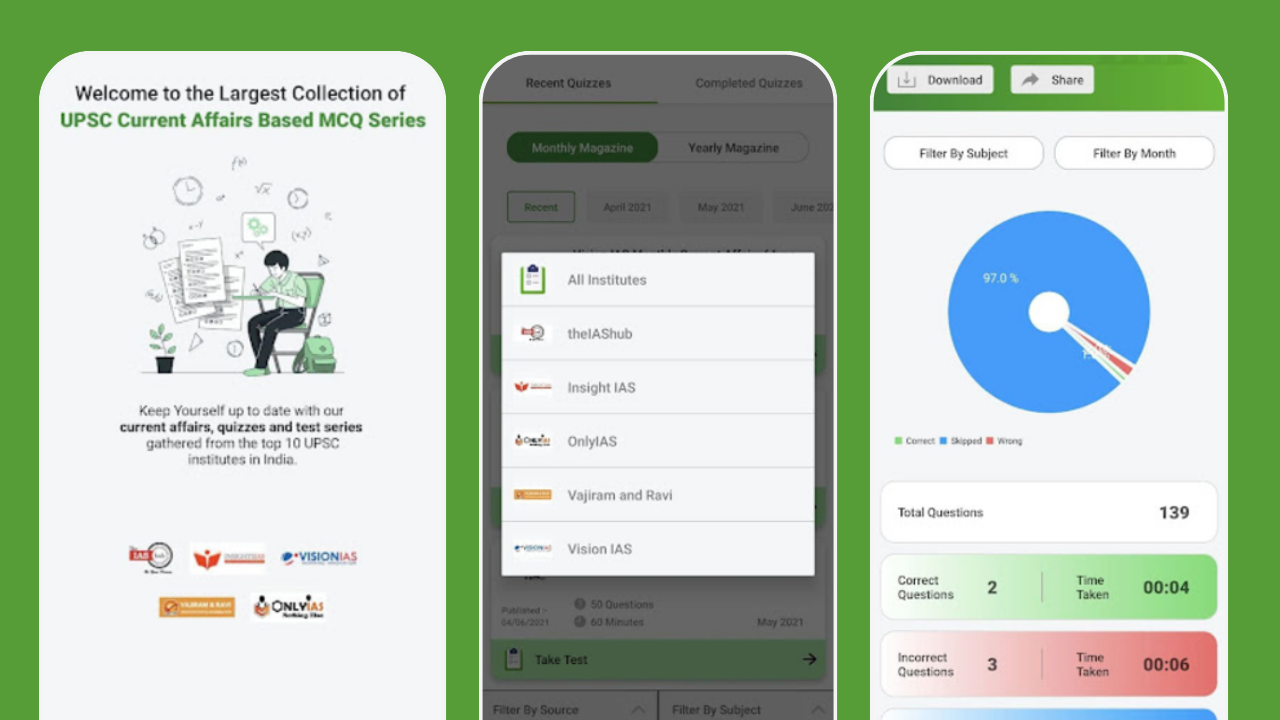 Welcome to the Largest Collection of
UPSC Current Affairs Based MCQ Series
f(x)
√x
Keep Yourself up to date with our
current affairs, quizzes and test series
gathered from the top 10 UPSC
institutes in India.
IAS hub
INSIGHTSIAS
VISIONIAS
VAJIRAM & RAVI
ONLYIAS
Nothing Else
Recent Quizzes
Completed Quizzes
Monthly Magazine
Yearly Magazine
Recent
April 2021
May 2021
June 202
All Institutes
theIAShub
Insight IAS
OnlyIAS
Vajiram and Ravi
Vision IAS
50 Questions
Published :-
04/06/2021
60 Minutes
May 2021
Take Test
Filter By Source
Filter By Subject
Download
Share
Filter By Subject
Filter By Month
97.0 %
Correct
Skipped
Wrong
Total Questions
139
Correct
Questions
2
Time
Taken
00:04
Incorrect
Questions
3
Time
Taken
00:06